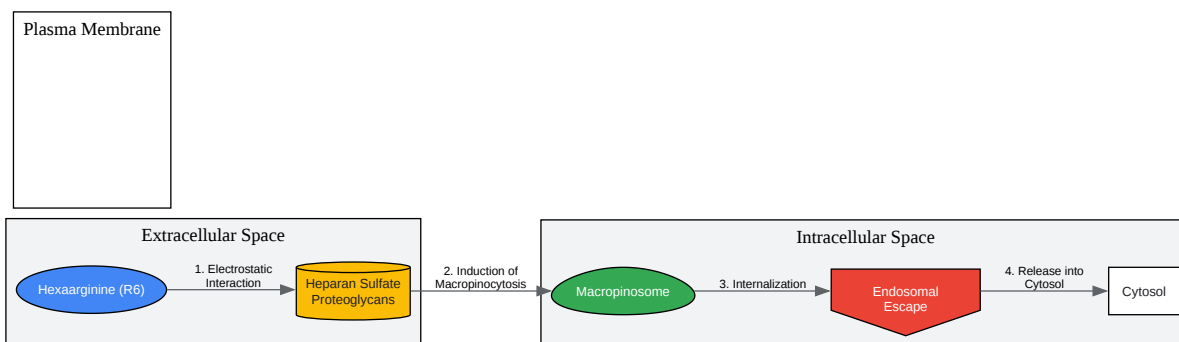 Plasma Membrane
Extracellular Space
Hexaarginine (R6)
1. Electrostatic
Interaction
Heparan Sulfate
Proteoglycans
2. Induction of
Macropinocytosis
Intracellular Space
Macropinosome
3. Internalization
Endosomal
Escape
4. Release into
Cytosol
Cytosol